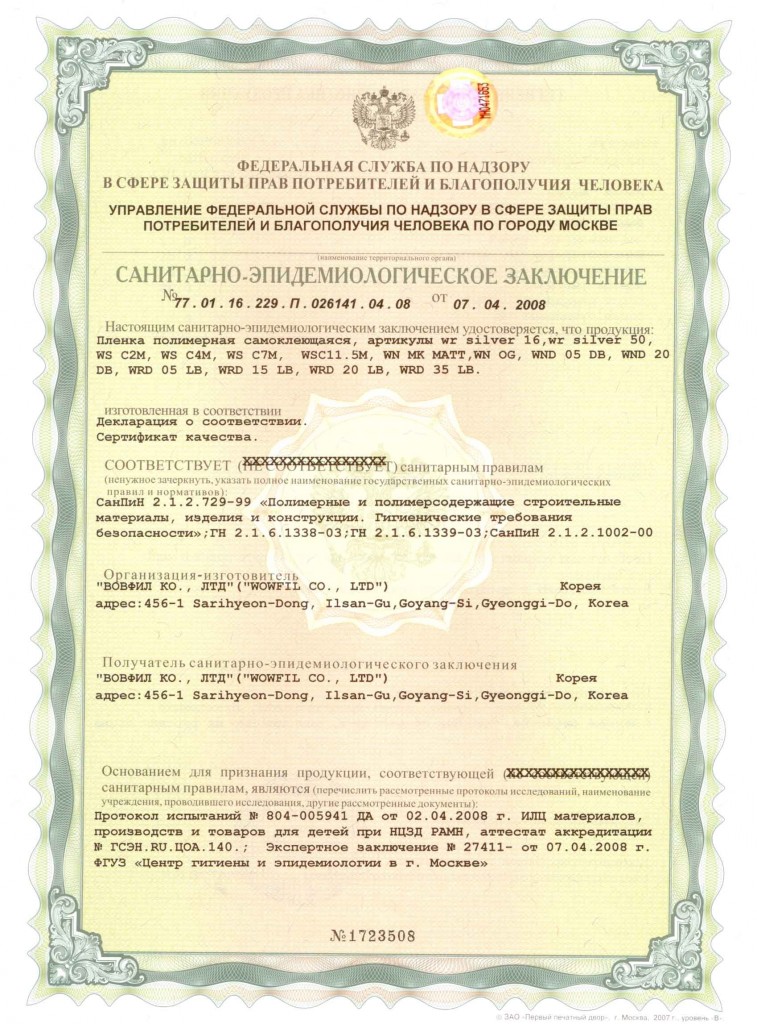 ФЕДЕРАЛЬНАЯ СЛУЖБА ПО НАДЗОРУ
В СФЕРЕ ЗАЩИТЫ ПРАВ ПОТРЕБИТЕЛЕЙ И БЛАГОПОЛУЧИЯ ЧЕЛОВЕКА
УПРАВЛЕНИЕ ФЕДЕРАЛЬНОЙ СЛУЖБЫ ПО НАДЗОРУ В СФЕРЕ ЗАЩИТЫ ПРАВ
ПОТРЕБИТЕЛЕЙ И БЛАГОПОЛУЧИЯ ЧЕЛОВЕКА ПО ГОРОДУ МОСКВЕ
(наименование территориального органа)
САНИТАРНО-ЭПИДЕМИОЛОГИЧЕСКОЕ ЗАКЛЮЧЕНИЕ
№ 77.01.16.229.П.026141.04.08 от 07.04.2008
Настоящим санитарно-эпидемиологическим заключением удостоверяется, что продукция:
Пленка полимерная самоклеющаяся, артикулы wr silver 16,wr silver 50,
WS C2M, WS C4M, WS C7M, WSC11.5M, WN MK MATT,WN OG, WND 05 DB, WND 20
DB, WRD 05 LB, WRD 15 LB, WRD 20 LB, WRD 35 LB.
изготовленная в соответствии
Декларация о соответствии.
Сертификат качества.
СООТВЕТСТВУЕТ (НЕ СООТВЕТСТВУЕТ) санитарным правилам
(ненужное зачеркнуть, указать полное наименование государственных санитарно-эпидемиологических
правил и нормативов):
СанПиН 2.1.2.729-99 «Полимерные и полимерсодержащие строительные
материалы, изделия и конструкции. Гигиенические требования
безопасности»;ГН 2.1.6.1338-03;ГН 2.1.6.1339-03;СанПиН 2.1.2.1002-00
Организация-изготовитель
"ВОВФИЛ КО., ЛТД"("WOWFIL CO., LTD") Корея
адрес:456-1 Sarihyeon-Dong, Ilsan-Gu,Goyang-Si,Gyeonggi-Do, Korea
Получатель санитарно-эпидемиологического заключения
"ВОВФИЛ КО., ЛТД"("WOWFIL CO., LTD") Корея
адрес:456-1 Sarihyeon-Dong, Ilsan-Gu,Goyang-Si,Gyeonggi-Do, Korea
Основанием для признания продукции, соответствующей (не соответствующей)
санитарным правилам, являются (перечислить рассмотренные протоколы исследований, наименование
учреждения, проводившего исследования, другие рассмотренные документы):
Протокол испытаний № 804-005941 ДА от 02.04.2008 г. ИЛЦ материалов,
производств и товаров для детей при НЦЗД РАМН, аттестат аккредитации
№ ГСЭН.RU.ЦОА.140.; Экспертное заключение № 27411- от 07.04.2008 г.
ФГУЗ «Центр гигиены и эпидемиологии в г. Москве»
№1723508
© ЗАО «Первый печатный двор», г. Москва, 2007 г., уровень «В»